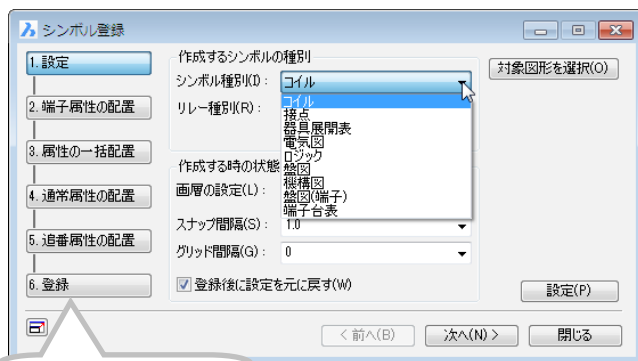 シンボル登録
1. 設定
2. 端子属性の配置
3. 属性の一括配置
4. 通常属性の配置
5. 追番属性の配置
6. 登録
作成するシンボルの種別
シンボル種別(I): コイル
リレー種別(R):
コイル
接点
器具展開表
電気図
ロジック
盤図
機構図
盤図(端子)
端子台表
作成する時の状態
画層の設定(L):
スナップ間隔(S): 1.0
グリッド間隔(G): 0
登録後に設定を元に戻す(W)
対象図形を選択(O)
設定(P)
< 前へ(B)
次へ(N) >
閉じる